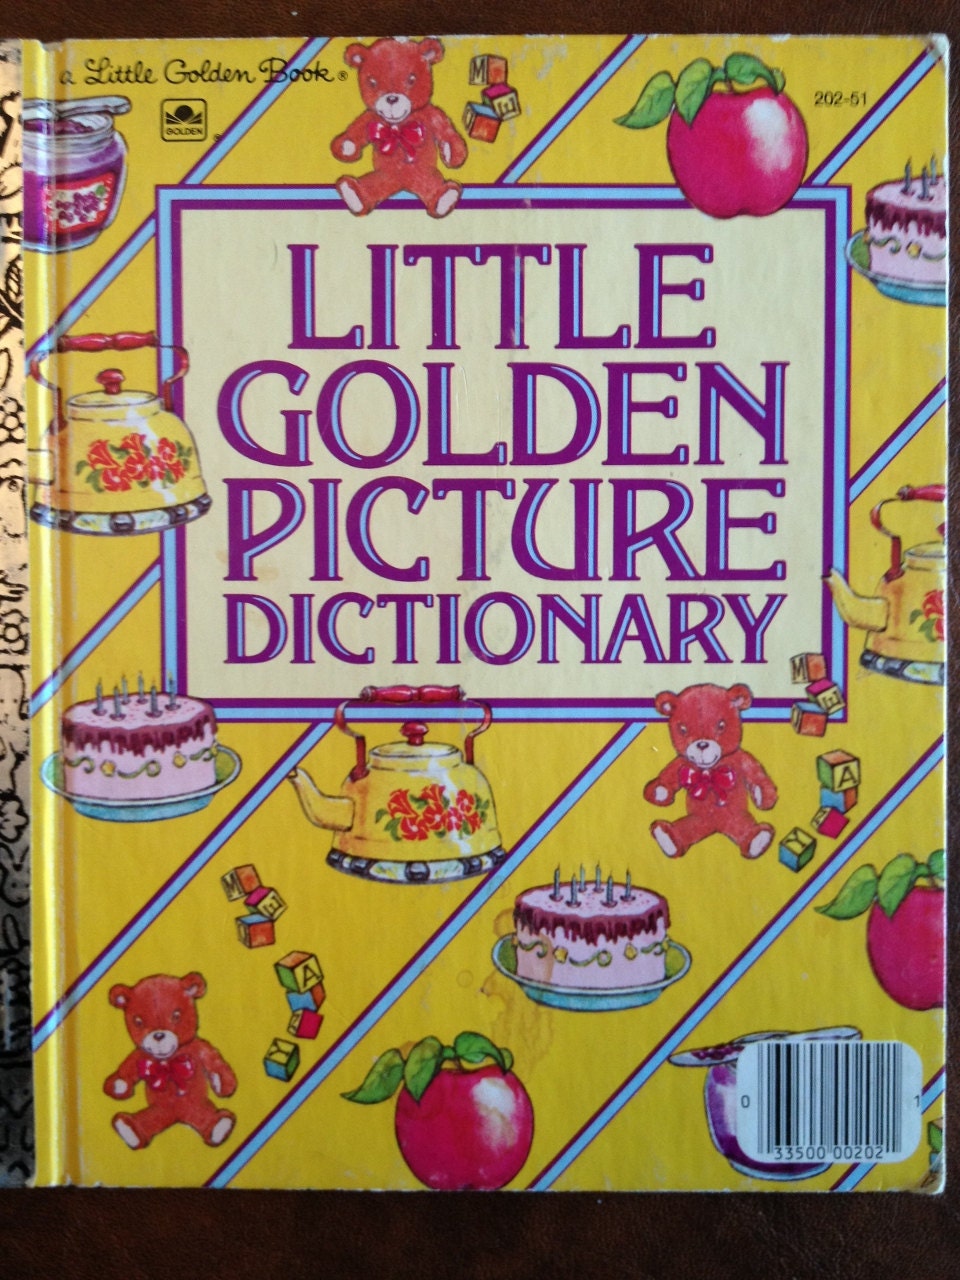 a Little Golden Book®
GOLDEN ®
202-51
M
E
LITTLE
GOLDEN
PICTURE
DICTIONARY
M
E
A
Y
M
E
A
Y
0 33500 00202 1